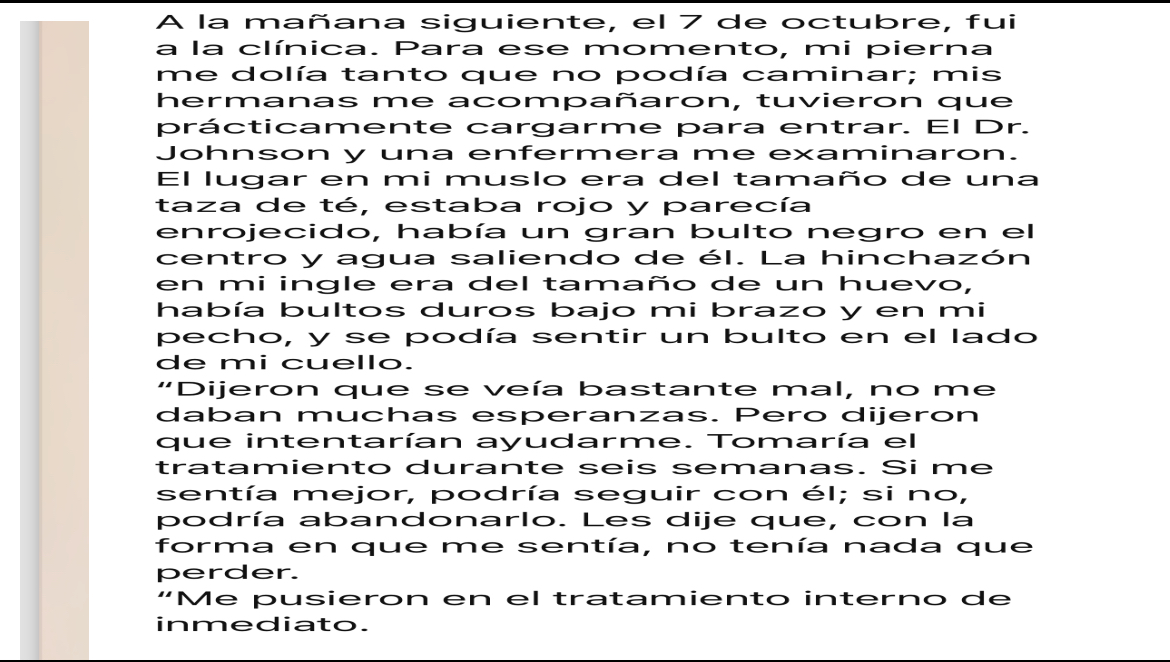 A la mañana siguiente, el 7 de octubre, fui
a la clínica. Para ese momento, mi pierna
me dolía tanto que no podía caminar; mis
hermanas me acompañaron, tuvieron que
prácticamente cargarme para entrar. El Dr.
Johnson y una enfermera me examinaron.
El lugar en mi muslo era del tamaño de una
taza de té, estaba rojo y parecía
enrojecido, había un gran bulto negro en el
centro y agua saliendo de él. La hinchazón
en mi ingle era del tamaño de un huevo,
había bultos duros bajo mi brazo y en mi
pecho, y se podía sentir un bulto en el lado
de mi cuello.
“Dijeron que se veía bastante mal, no me
daban muchas esperanzas. Pero dijeron
que intentarían ayudarme. Tomaría el
tratamiento durante seis semanas. Si me
sentía mejor, podría seguir con él; si no,
podría abandonarlo. Les dije que, con la
forma en que me sentía, no tenía nada que
perder.
“Me pusieron en el tratamiento interno de
inmediato.